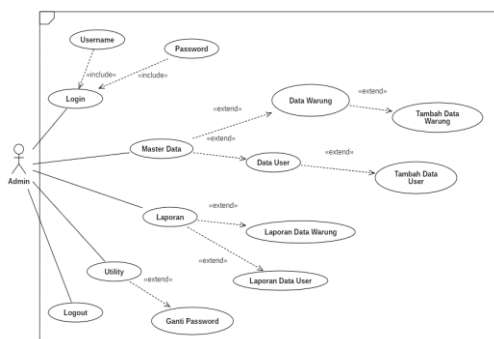 Username
Password
«include»
«include»
Login
Data Warung
«extend»
«extend»
Tambah Data
Warung
Master Data
«extend»
Data User
«extend»
Tambah Data
User
Admin
Laporan
«extend»
Laporan Data Warung
«extend»
Utility
«extend»
Laporan Data User
Logout
Ganti Password